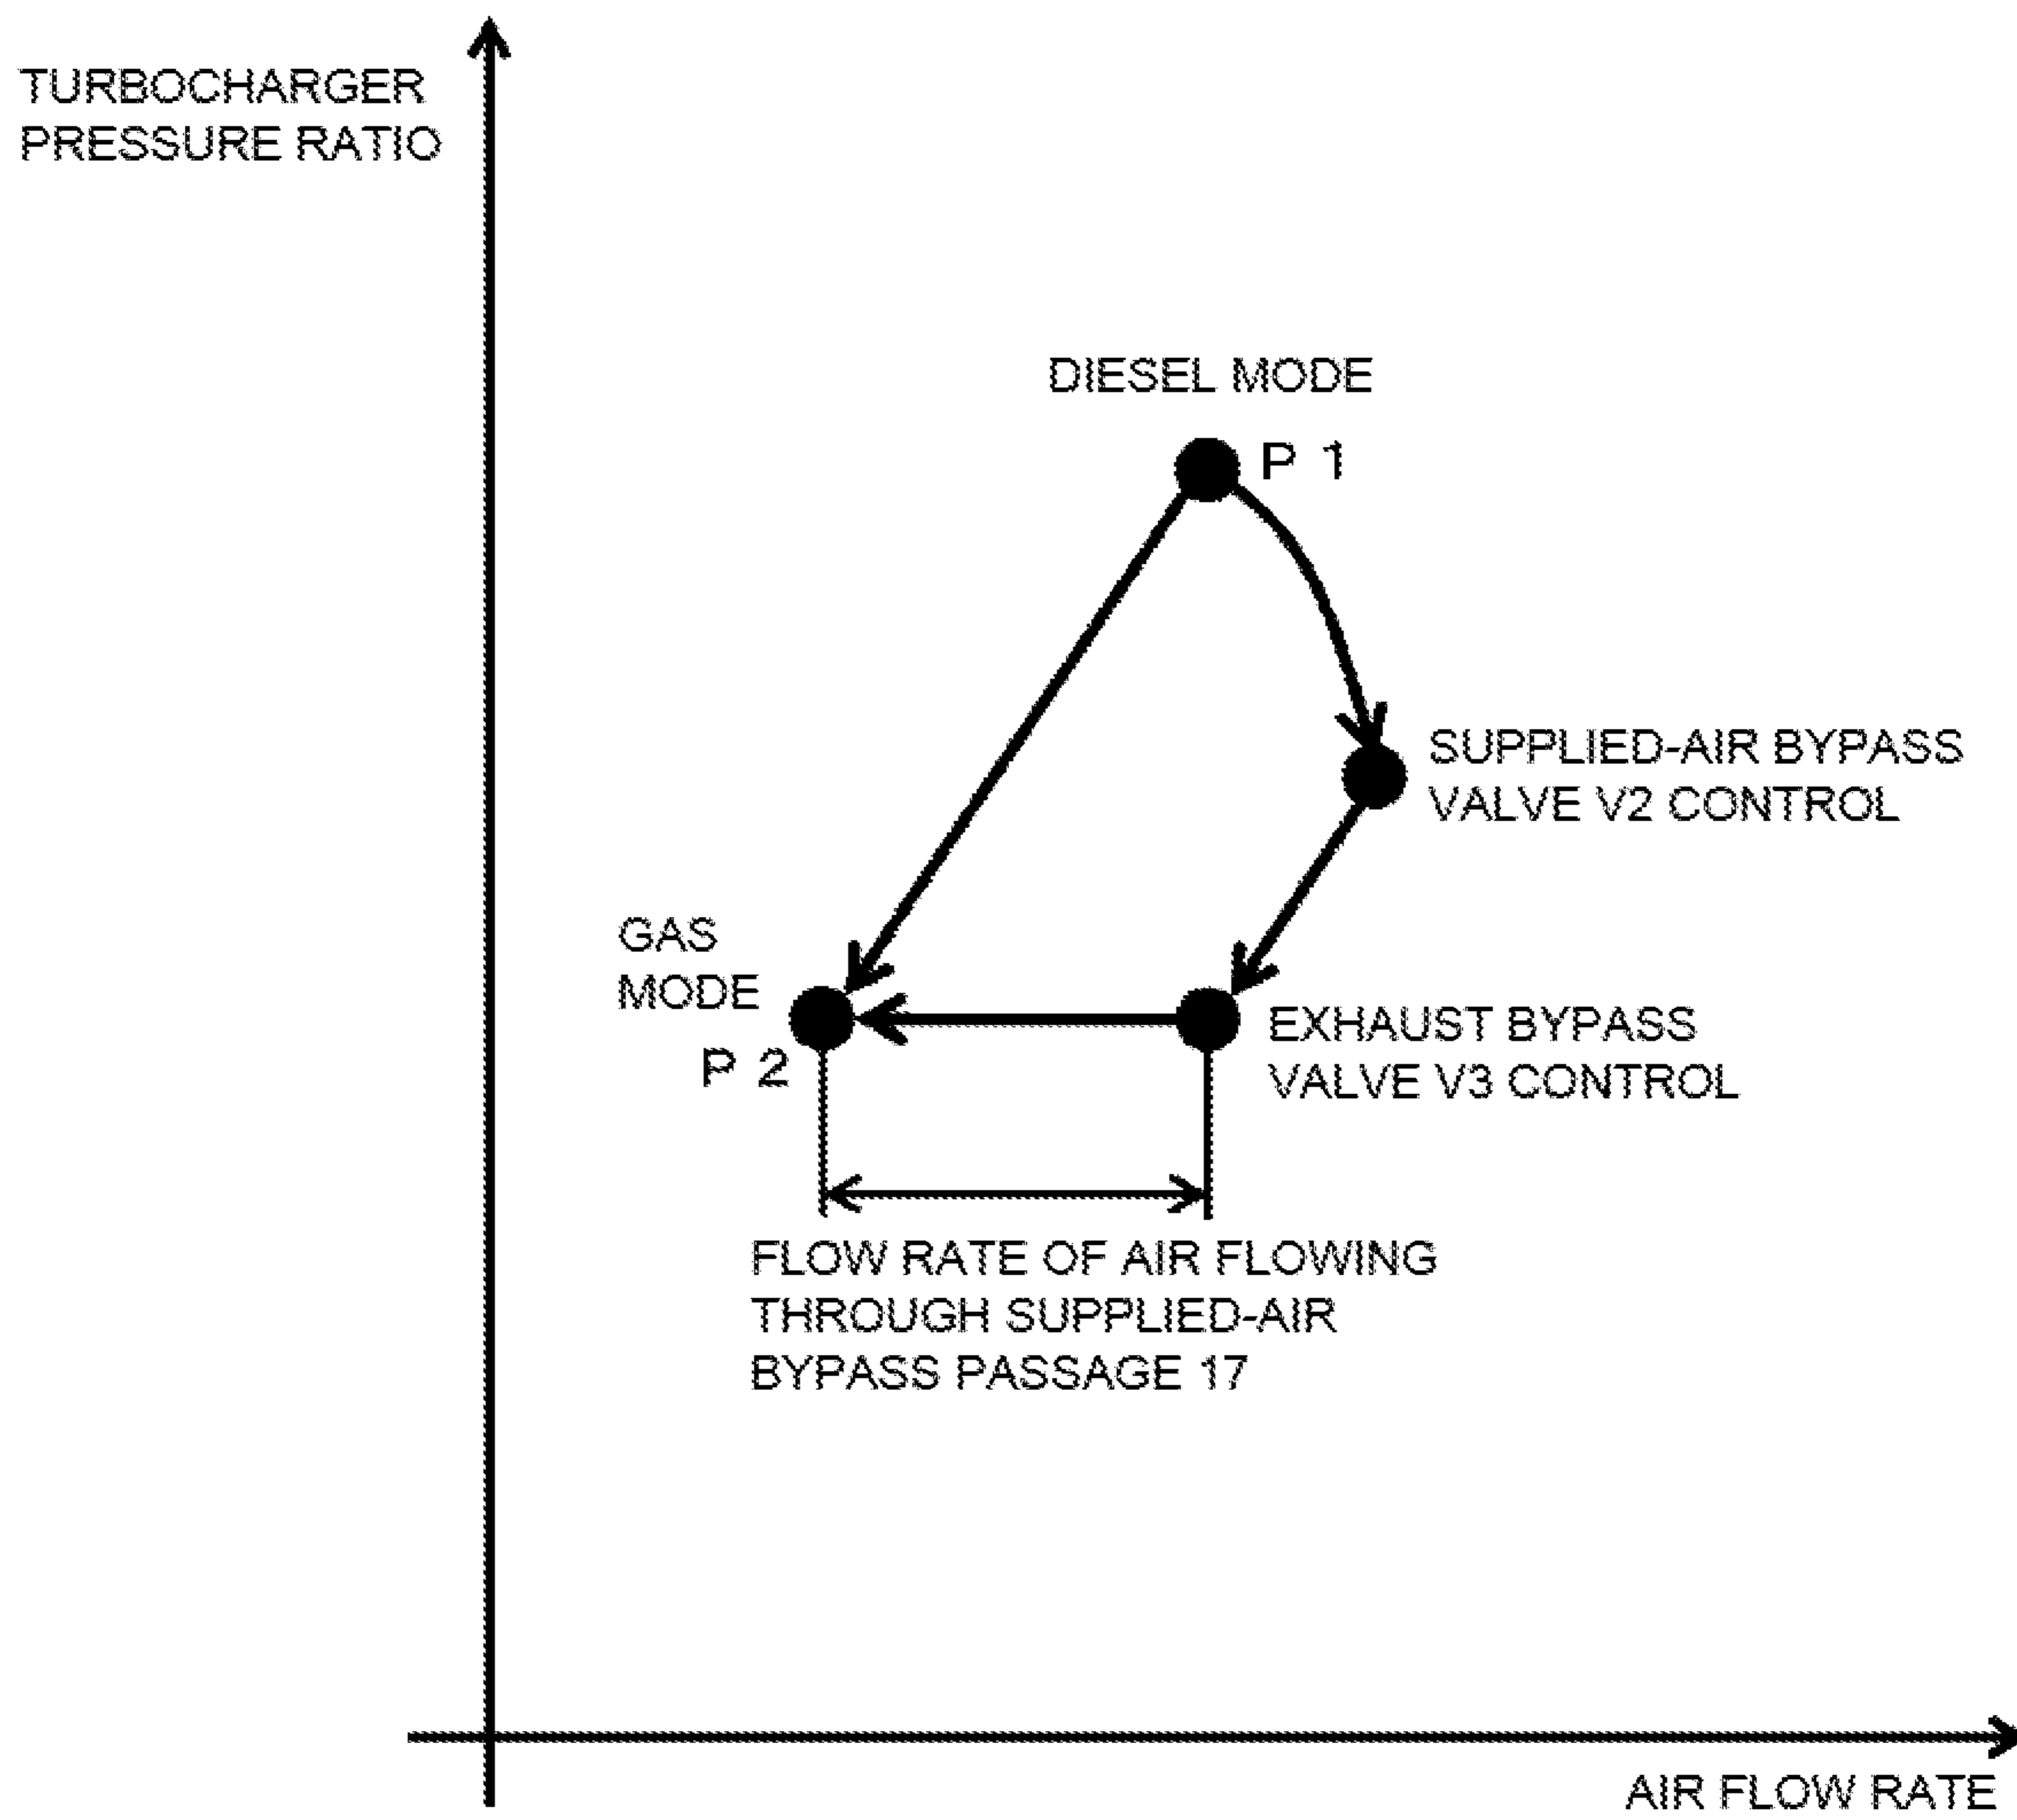 TURBOCHARGER
PRESSURE RATIO
DIESEL MODE
P 1
SUPPLIED-AIR BYPASS
VALVE V2 CONTROL
GAS
MODE
P 2
EXHAUST BYPASS
VALVE V3 CONTROL
FLOW RATE OF AIR FLOWING
THROUGH SUPPLIED-AIR
BYPASS PASSAGE 17
AIR FLOW RATE